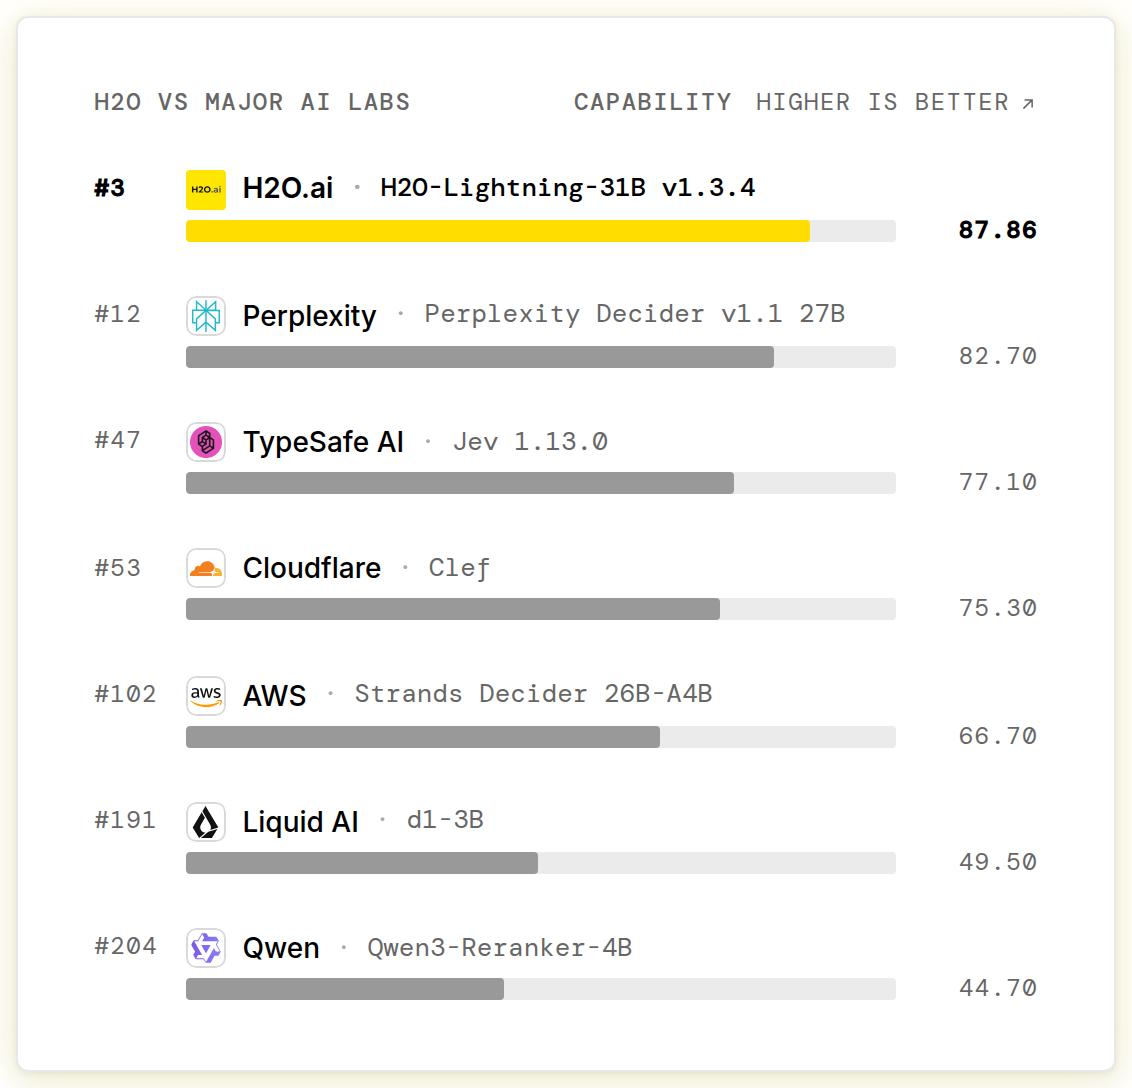 H2O VS MAJOR AI LABS CAPABILITY HIGHER IS BETTER ↗
#3 H2O.ai H2O.ai · H2O-Lightning-31B v1.3.4
87.86
#12 Perplexity · Perplexity Decider v1.1 27B
82.70
#47 TypeSafe AI · Jev 1.13.0
77.10
#53 Cloudflare · Clef
75.30
#102 aws AWS · Strands Decider 26B-A4B
66.70
#191 Liquid AI · d1-3B
49.50
#204 Qwen · Qwen3-Reranker-4B
44.70